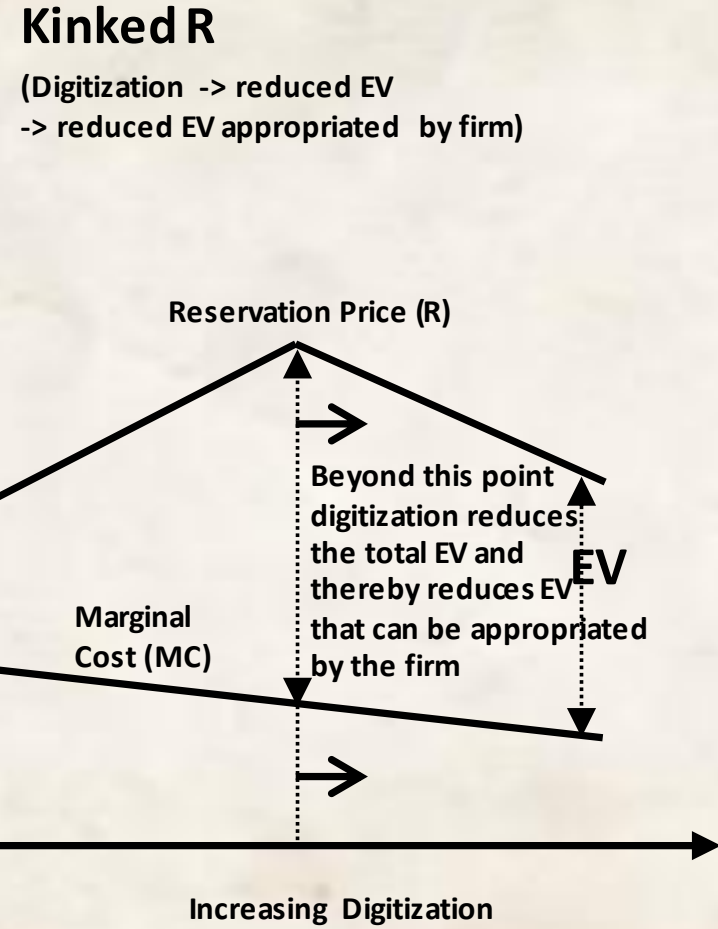 Kinked R
(Digitization -> reduced EV
-> reduced EV appropriated by firm)
Reservation Price (R)
Beyond this point
digitization reduces
the total EV and
thereby reduces EV
that can be appropriated
by the firm
EV
Marginal
Cost (MC)
Increasing Digitization